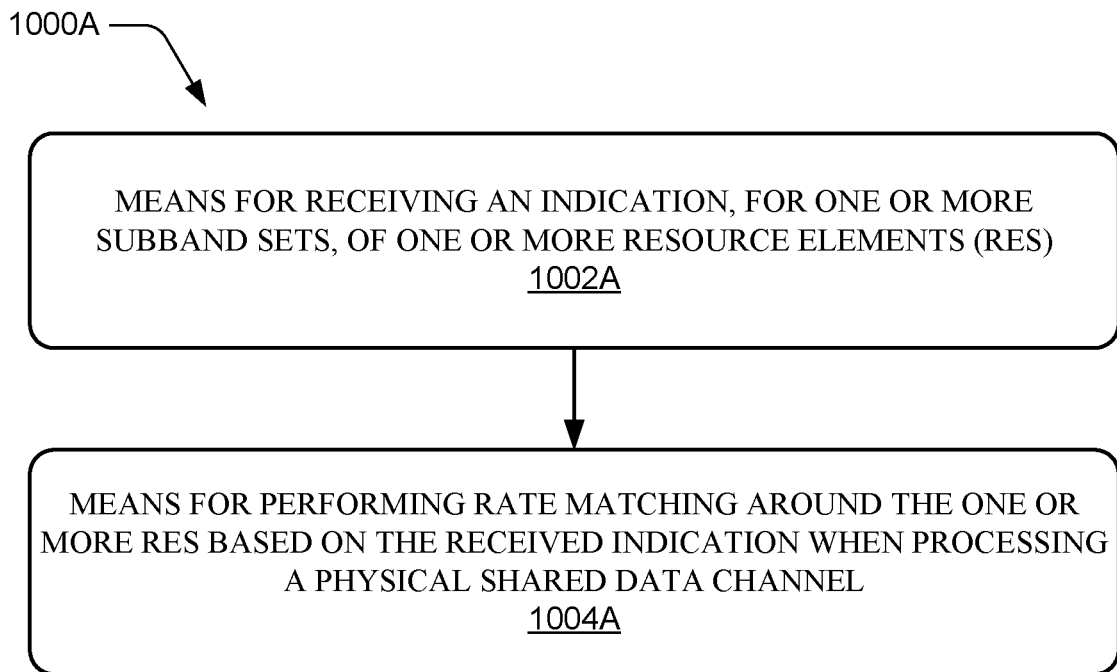 1000A
MEANS FOR RECEIVING AN INDICATION, FOR ONE OR MORE
SUBBAND SETS, OF ONE OR MORE RESOURCE ELEMENTS (RES)
1002A
MEANS FOR PERFORMING RATE MATCHING AROUND THE ONE OR
MORE RES BASED ON THE RECEIVED INDICATION WHEN PROCESSING
A PHYSICAL SHARED DATA CHANNEL
1004A